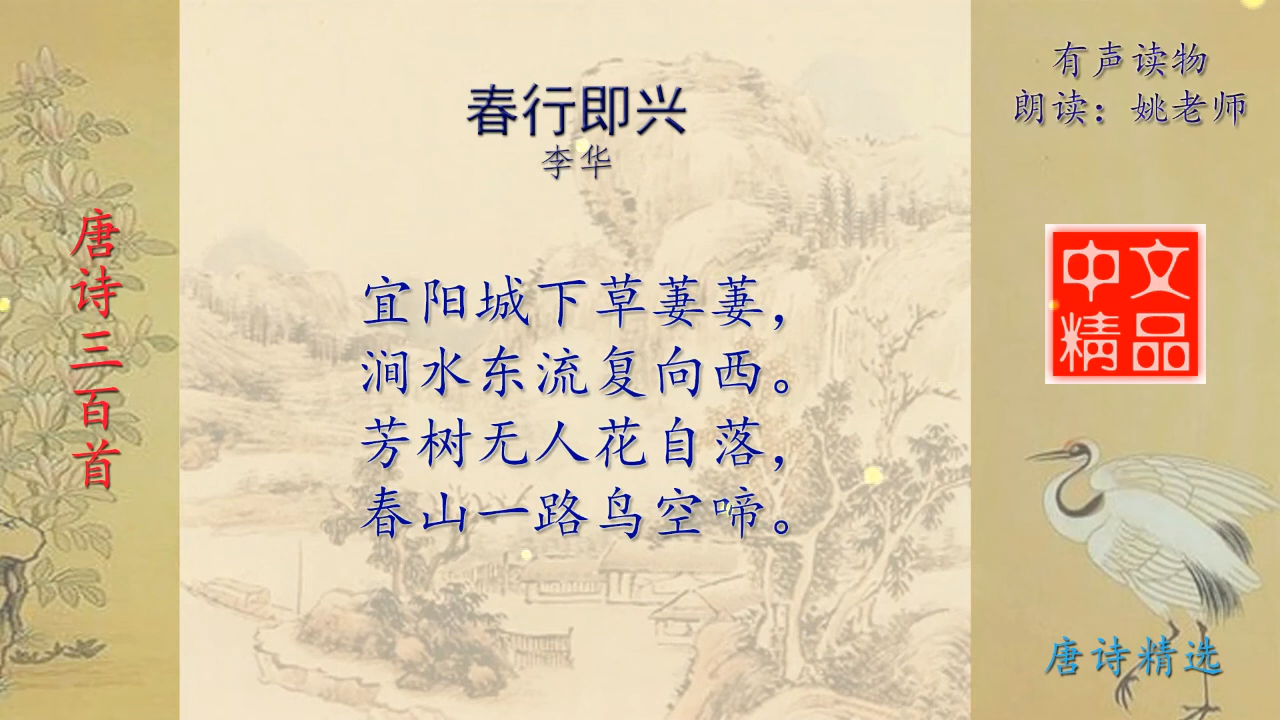 春行即兴
李华
宜阳城下草萋萋，
涧水东流复向西。
芳树无人花自落，
春山一路鸟空啼。
唐诗三百首
有声读物
朗读：姚老师
中文
精品
唐诗精选